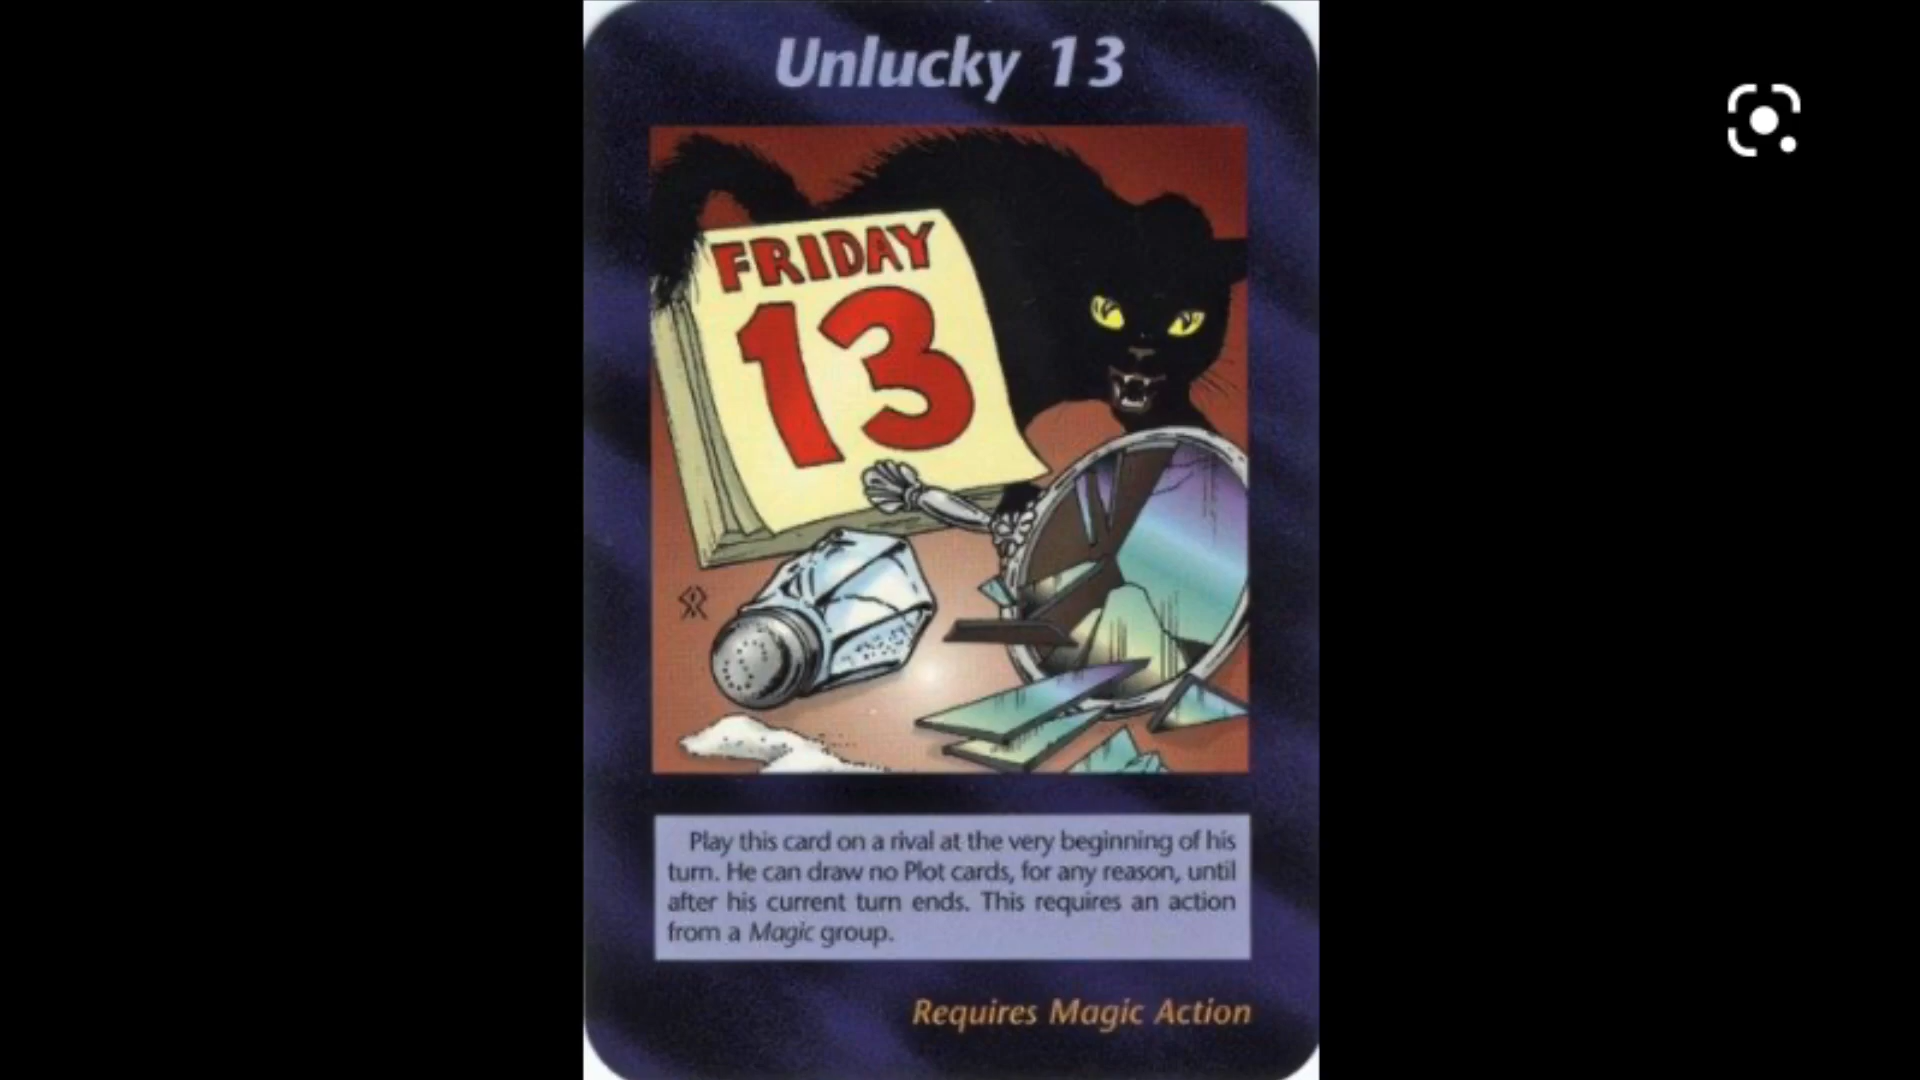 Unlucky 13
FRIDAY
13
Play this card on a rival at the very beginning of his
turn. He can draw no Plot cards, for any reason, until
after his current turn ends. This requires an action
from a Magic group.
Requires Magic Action